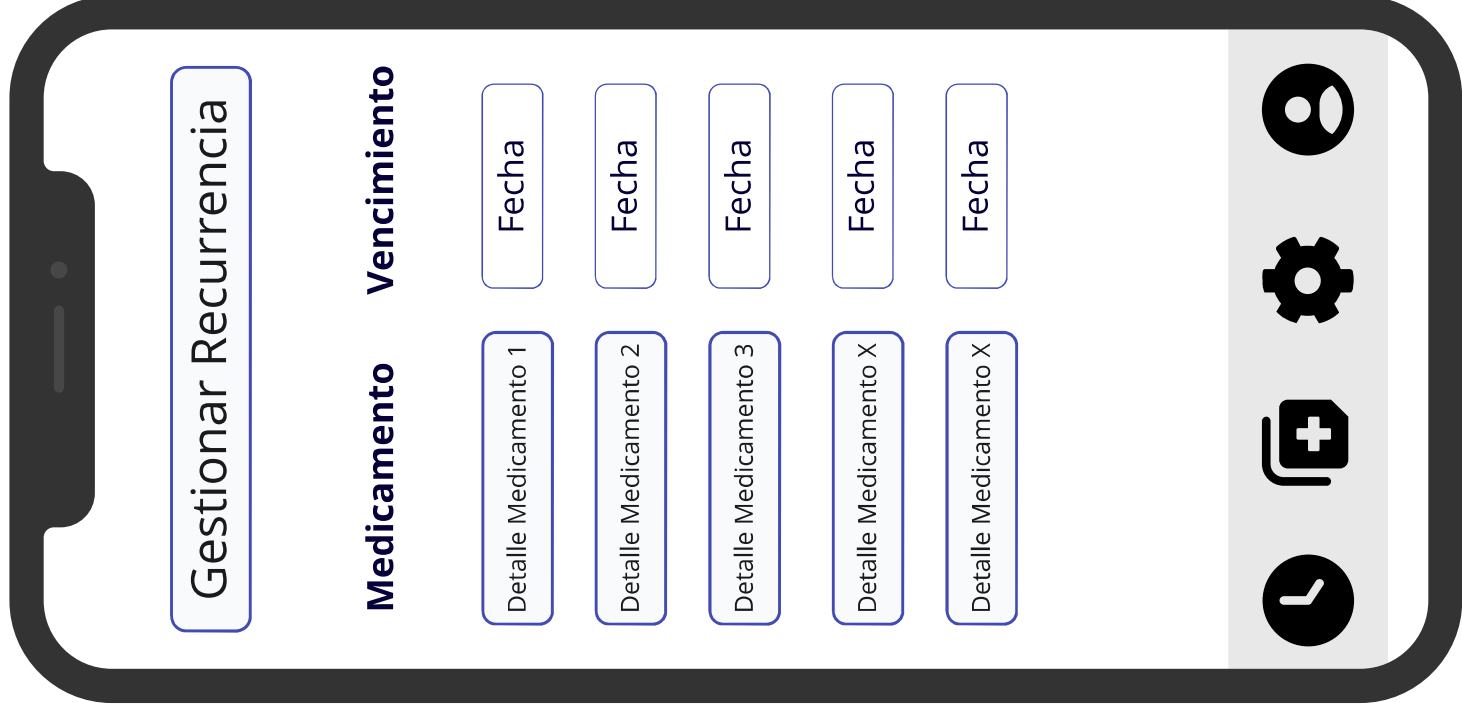 Gestionar Recurrencia
Medicamento Vencimiento
Detalle Medicamento 1 Fecha
Detalle Medicamento 2 Fecha
Detalle Medicamento 3 Fecha
Detalle Medicamento X Fecha
Detalle Medicamento X Fecha